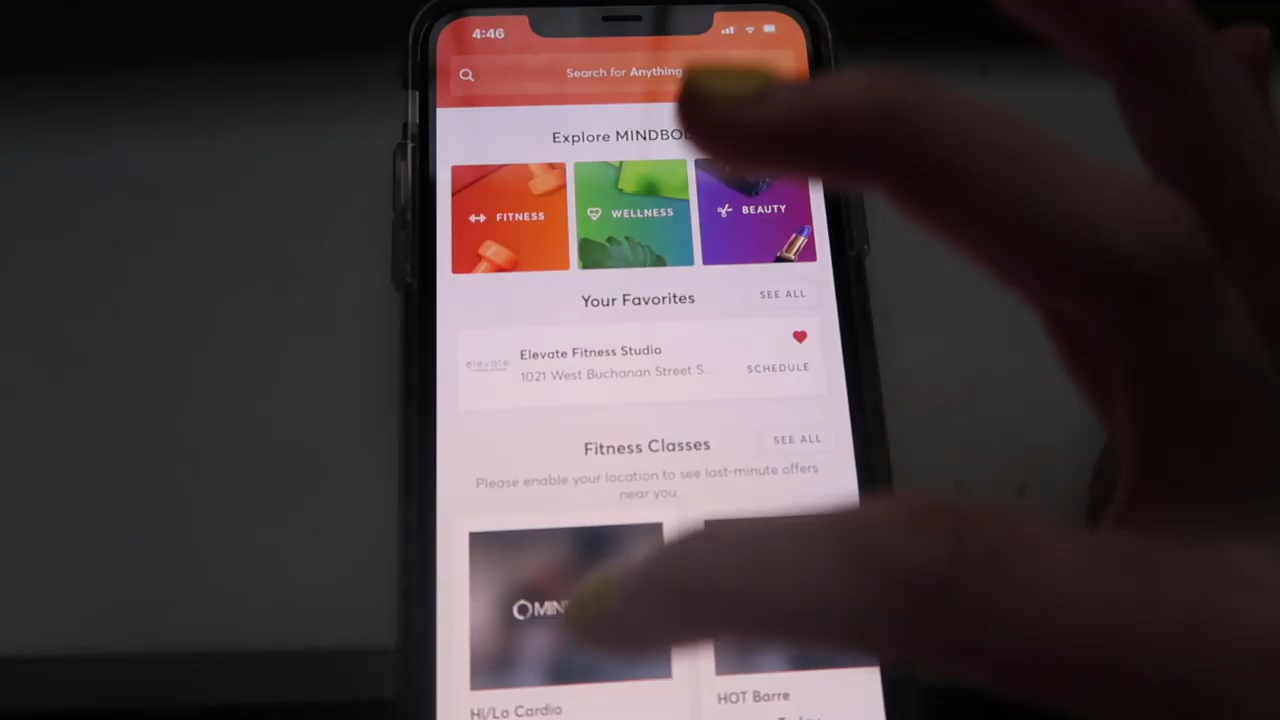 4:46
Search for Anything
Explore MINDBO
FITNESS
WELLNESS
BEAUTY
Your Favorites
SEE ALL
elevate
Elevate Fitness Studio
1021 West Buchanan Street S...
SCHEDULE
Fitness Classes
SEE ALL
Please enable your location to see last-minute offers
near you
MIN
Hi/Lo Cardio
HOT Barre